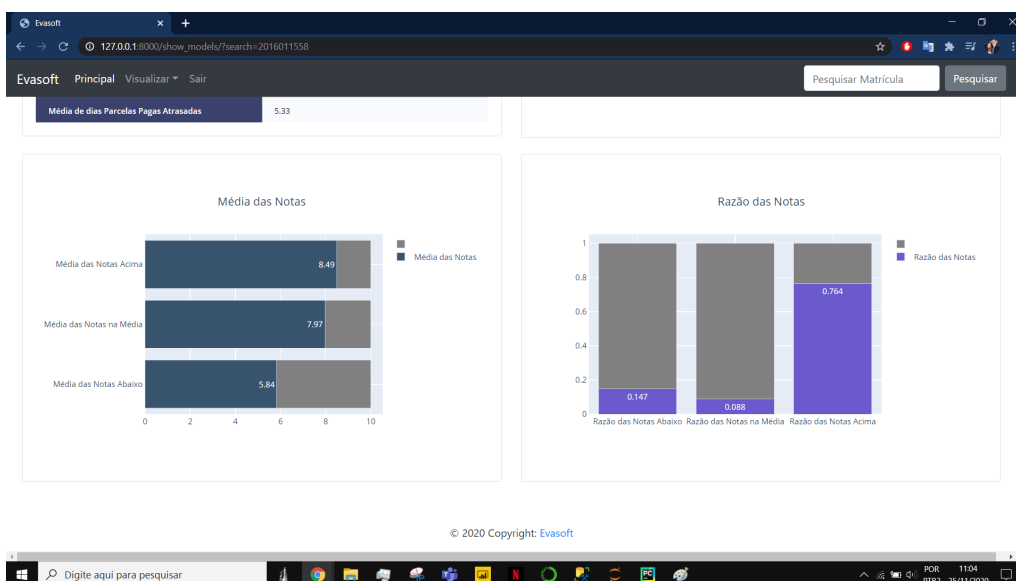 Evasoft
127.0.0.1:8000/show_models/?search=2016011558
Evasoft Principal Visualizar Sair Pesquisar Matrícula Pesquisar
Média de dias Parcelas Pagas Atrasadas 5.33
Média das Notas
Média das Notas
Média das Notas Acima 8.49
Média das Notas na Média 7.97
Média das Notas Abaixo 5.84
0 2 4 6 8 10
Razão das Notas
Razão das Notas
1
0.8
0.6
0.4
0.2
0
0.147
0.088
0.764
Razão das Notas Abaixo Razão das Notas na Média Razão das Notas Acima
© 2020 Copyright: Evasoft
Digite aqui para pesquisar
POR 11:04
PTB2 25/11/2020